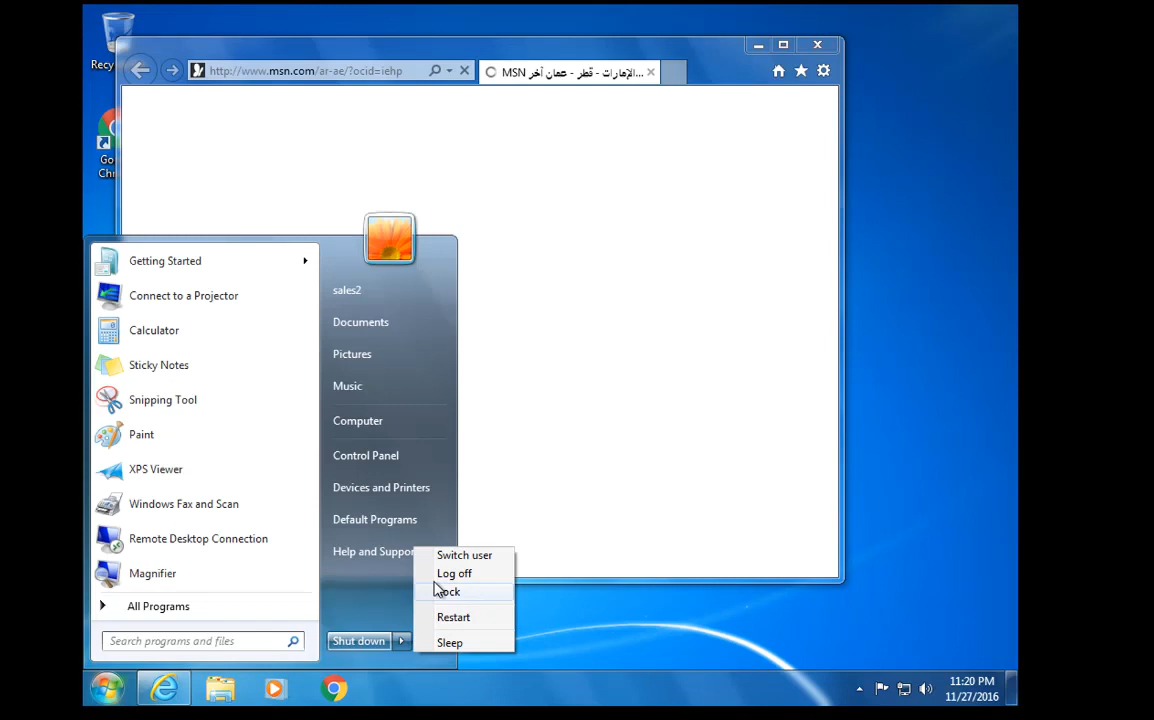 Recy
http://www.msn.com/ar-ae/?ocid=iehp
MSN الإمارات - قطر - عمان أخر...
Go
Chr
Getting Started
Connect to a Projector
Calculator
Sticky Notes
Snipping Tool
Paint
XPS Viewer
Windows Fax and Scan
Remote Desktop Connection
Magnifier
All Programs
Search programs and files
sales2
Documents
Pictures
Music
Computer
Control Panel
Devices and Printers
Default Programs
Help and Suppor
Shut down
Switch user
Log off
ock
Restart
Sleep
11:20 PM
11/27/2016